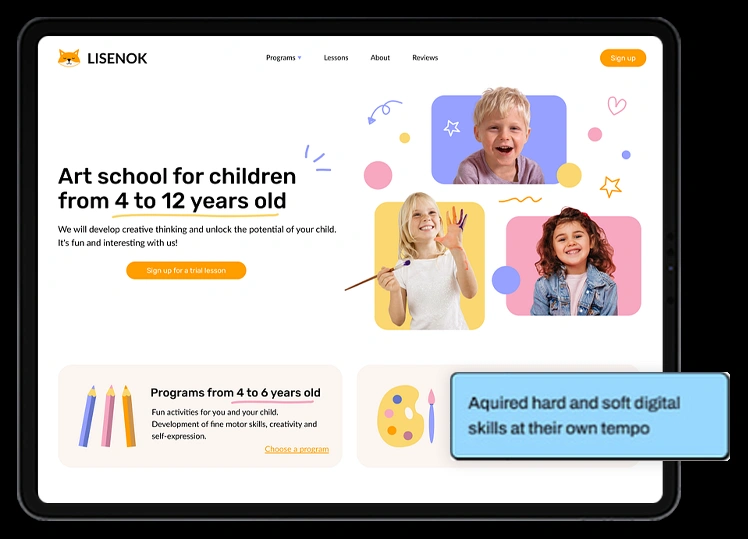 LISENOK
Programs
Lessons
About
Reviews
Sign up
Art school for children
from 4 to 12 years old
We will develop creative thinking and unlock the potential of your child.
It's fun and interesting with us!
Sign up for a trial lesson
Programs from 4 to 6 years old
Fun activities for you and your child.
Development of fine motor skills, creativity and
self-expression.
Choose a program
Aquired hard and soft digital
skills at their own tempo